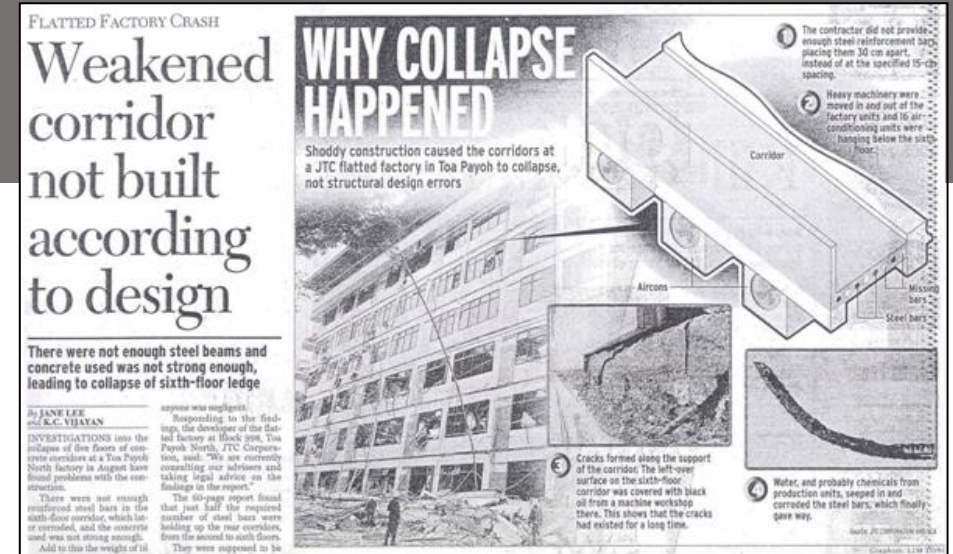 FLATTED FACTORY CRASH
Weakened
corridor
not built
according
to design
There were not enough steel beams and
concrete used was not strong enough,
leading to collapse of sixth-floor ledge
By JANE LEE
and K.C. VIJAYAN
INVESTIGATIONS into the
collapse of five floors of con-
crete corridors at a Toa Payoh
North factory in August have
found problems with the con-
struction.
There were not enough
reinforced steel bars in the
sixth-floor corridor, which lat-
er corroded, and the concrete
used was not strong enough.
Add to this the weight of 16
anyone was negligent.
Responding to the find-
ings, the developer of the flat-
ted factory at Block 998, Toa
Payoh North, JTC Corpora-
tion, said: "We are currently
consulting our advisers and
taking legal advice on the
findings in the report."
The 60-page report found
that just half the required
number of steel bars were
holding up the rear corridors,
from the second to sixth floors.
They were supposed to be
WHY COLLAPSE
HAPPENED
Shoddy construction caused the corridors at
a JTC flatted factory in Toa Payoh to collapse,
not structural design errors
1 The contractor did not provide
enough steel reinforcement bars,
placing them 30 cm apart,
instead of at the specified 15-cm
spacing.
2 Heavy machinery were
moved in and out of the
factory units and 16 air-
conditioning units were
hanging below the sixth
floor.
Corridor
Aircons
Missing
bars
Steel bars
3 Cracks formed along the support
of the corridor. The left-over
surface on the sixth-floor
corridor was covered with black
oil from a machine workshop
there. This shows that the cracks
had existed for a long time.
4 Water, and probably chemicals from
production units, seeped in and
corroded the steel bars, which finally
gave way.